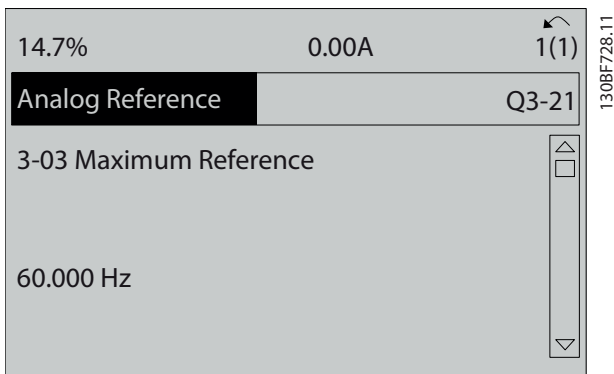 14.7% 0.00A 1(1)
Analog Reference Q3-21
3-03 Maximum Reference
60.000 Hz
130BF728.11